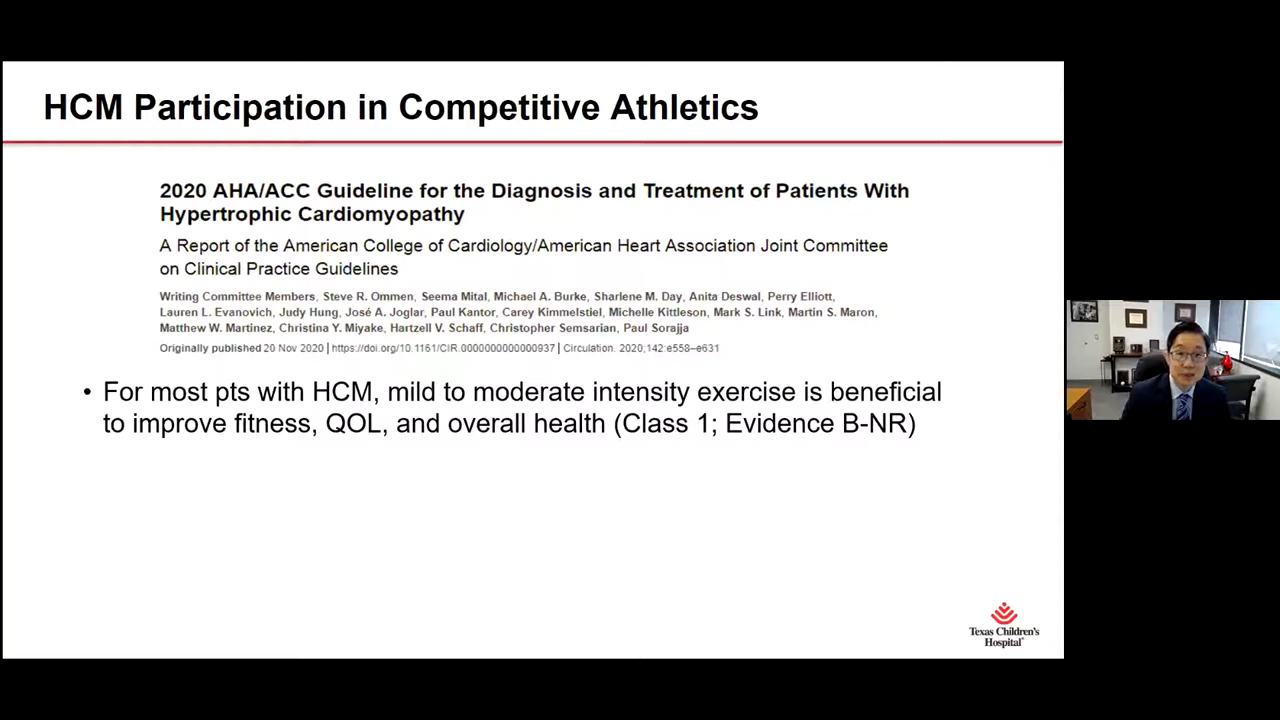 HCM Participation in Competitive Athletics
2020 AHA/ACC Guideline for the Diagnosis and Treatment of Patients With
Hypertrophic Cardiomyopathy
A Report of the American College of Cardiology/American Heart Association Joint Committee
on Clinical Practice Guidelines
Writing Committee Members, Steve R. Ommen, Seema Mital, Michael A. Burke, Sharlene M. Day, Anita Deswal, Perry Elliott,
Lauren L. Evanovich, Judy Hung, José A. Joglar, Paul Kantor, Carey Kimmelstiel, Michelle Kittleson, Mark S. Link, Martin S. Maron,
Matthew W. Martinez, Christina Y. Miyake, Hartzell V. Schaff, Christopher Semsarian, Paul Sorajja
Originally published 20 Nov 2020 | https://doi.org/10.1161/CIR.0000000000000937 | Circulation. 2020;142:e558–e631
• For most pts with HCM, mild to moderate intensity exercise is beneficial
to improve fitness, QOL, and overall health (Class 1; Evidence B-NR)
Texas Children's
Hospital